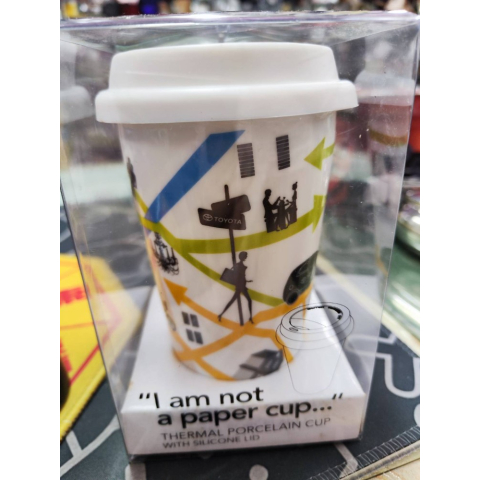 TOYOTA
"I am not
a paper cup..."
THERMAL PORCELAIN CUP
WITH SILICONE LID